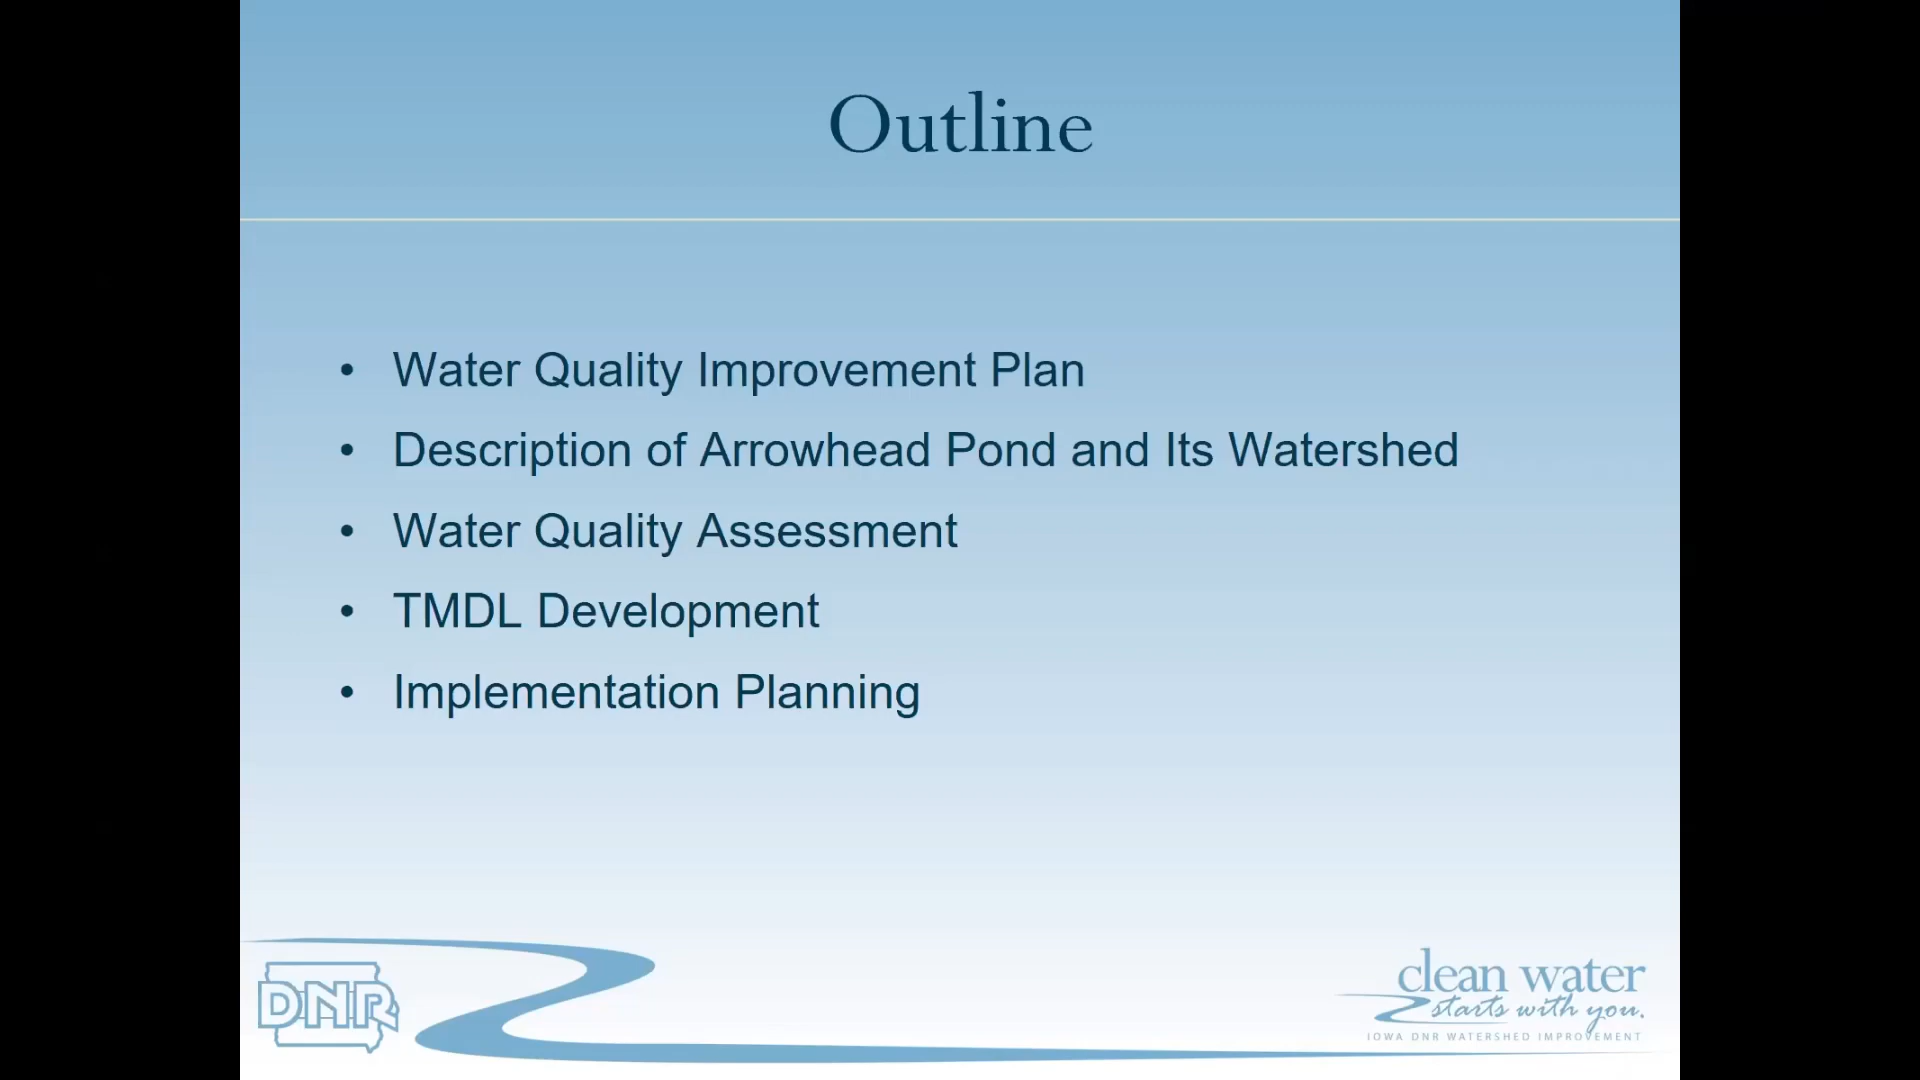 Outline
• Water Quality Improvement Plan
• Description of Arrowhead Pond and Its Watershed
• Water Quality Assessment
• TMDL Development
• Implementation Planning
DNR
clean water
starts with you.
IOWA DNR WATERSHED IMPROVEMENT